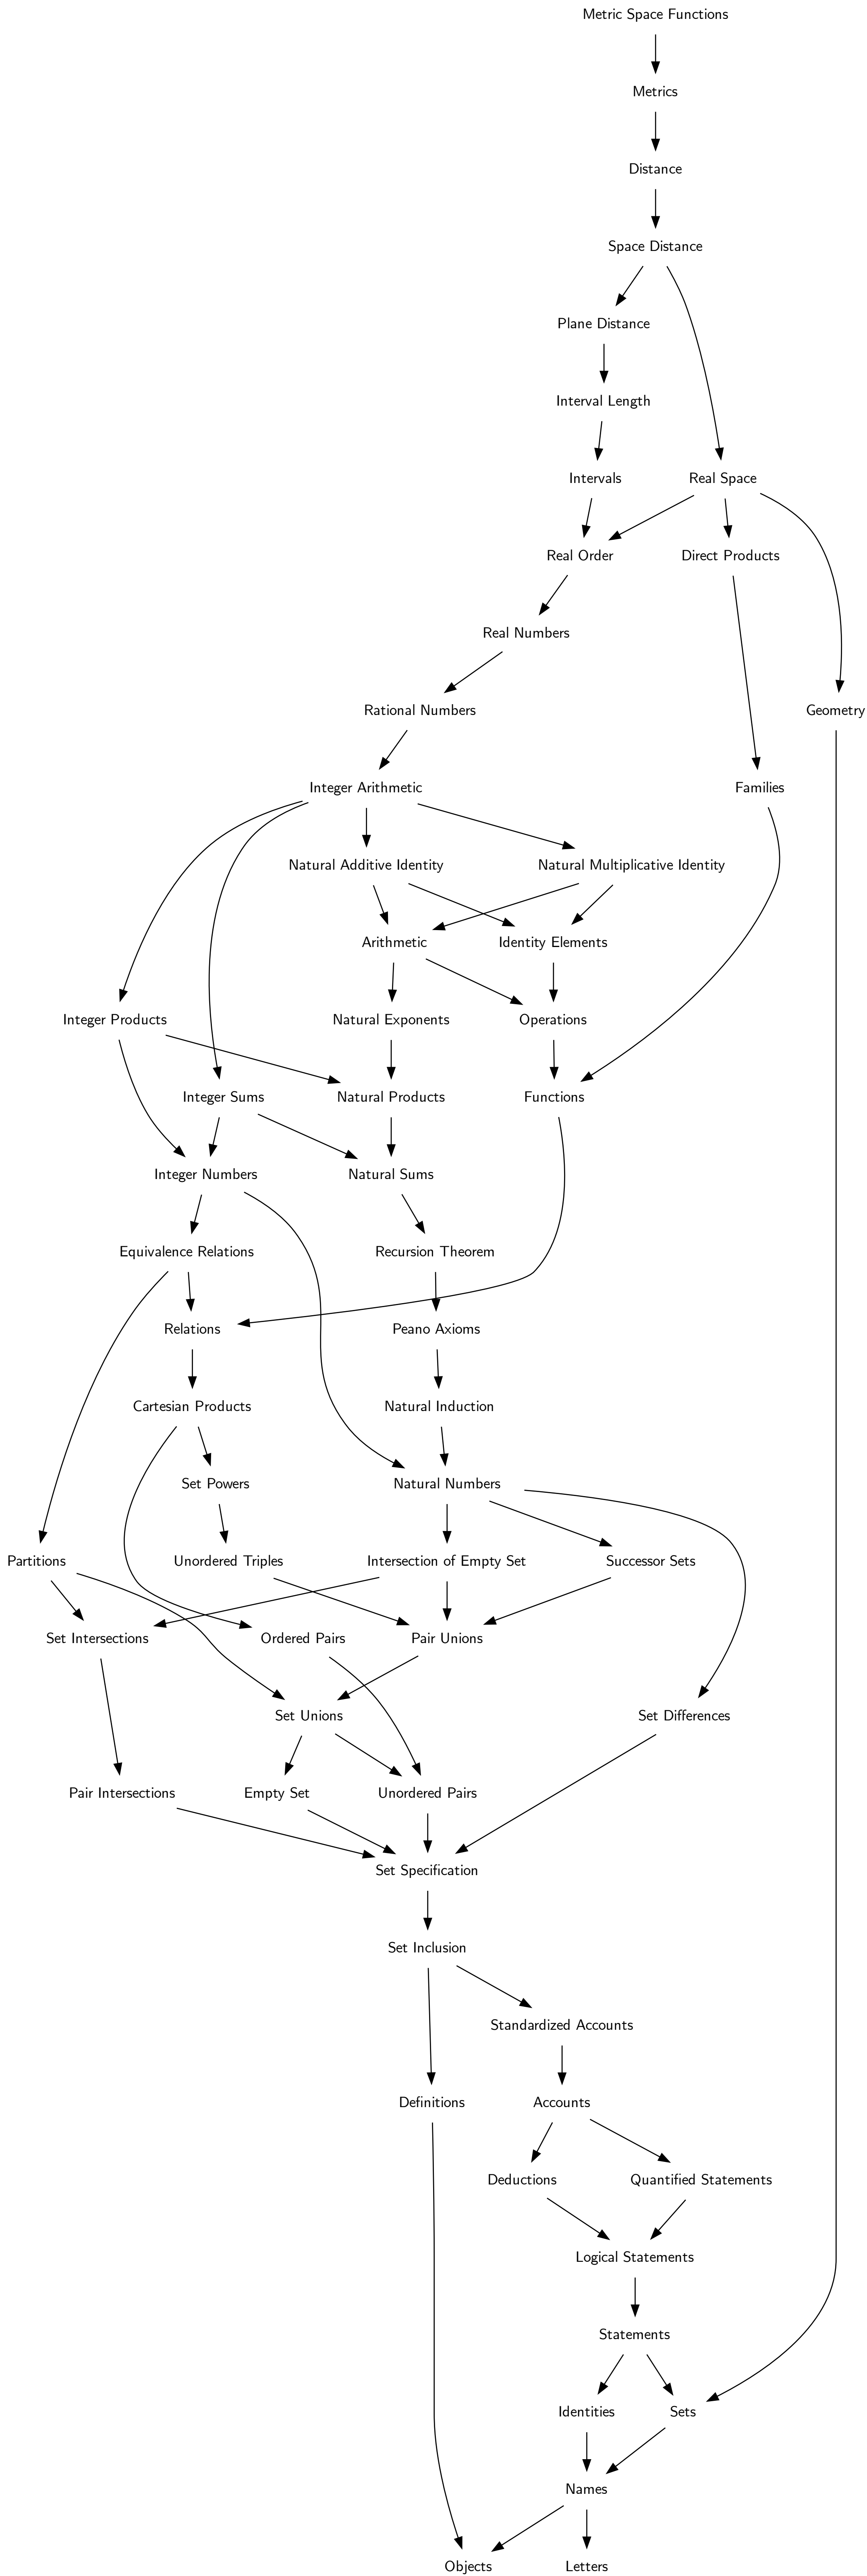 Metric Space Functions
Metrics
Distance
Space Distance
Plane Distance
Interval Length
Intervals
Real Space
Real Order
Direct Products
Real Numbers
Rational Numbers
Geometry
Integer Arithmetic
Families
Natural Additive Identity
Natural Multiplicative Identity
Arithmetic
Identity Elements
Integer Products
Natural Exponents
Operations
Integer Sums
Natural Products
Functions
Integer Numbers
Natural Sums
Equivalence Relations
Recursion Theorem
Relations
Peano Axioms
Cartesian Products
Natural Induction
Set Powers
Natural Numbers
Partitions
Unordered Triples
Intersection of Empty Set
Successor Sets
Set Intersections
Ordered Pairs
Pair Unions
Set Unions
Set Differences
Pair Intersections
Empty Set
Unordered Pairs
Set Specification
Set Inclusion
Standardized Accounts
Definitions
Accounts
Deductions
Quantified Statements
Logical Statements
Statements
Identities
Sets
Names
Objects
Letters